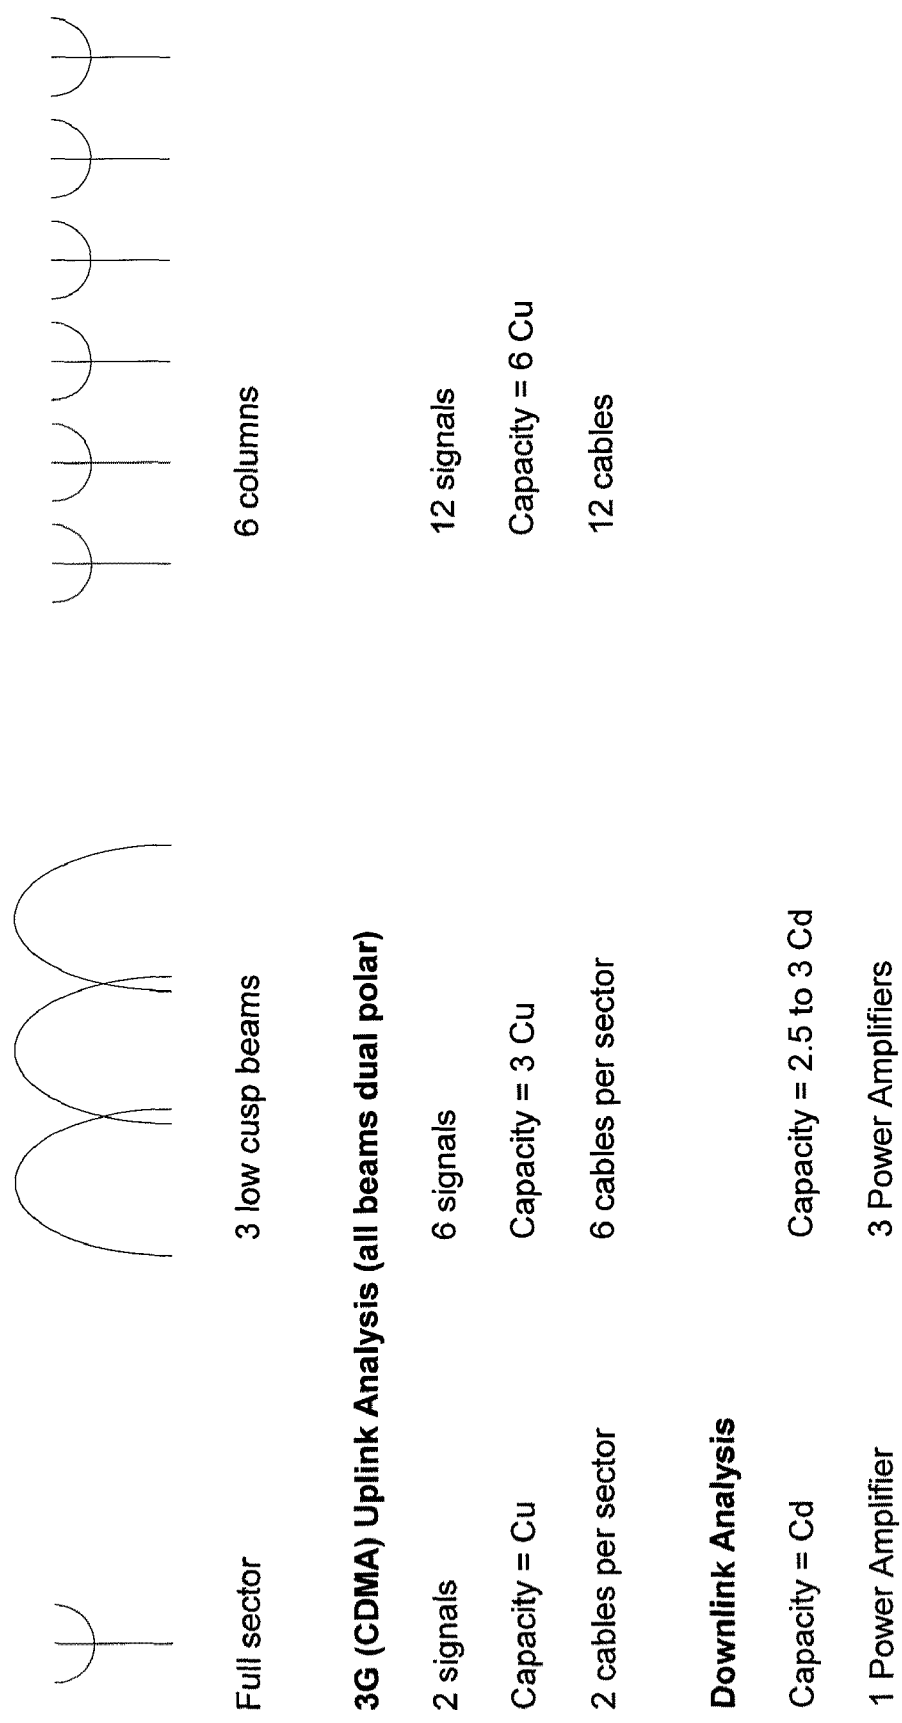 Full sector
3 low cusp beams
6 columns
3G (CDMA) Uplink Analysis (all beams dual polar)
2 signals
6 signals
12 signals
Capacity = Cu
Capacity = 3 Cu
Capacity = 6 Cu
2 cables per sector
6 cables per sector
12 cables
Downlink Analysis
Capacity = Cd
Capacity = 2.5 to 3 Cd
1 Power Amplifier
3 Power Amplifiers